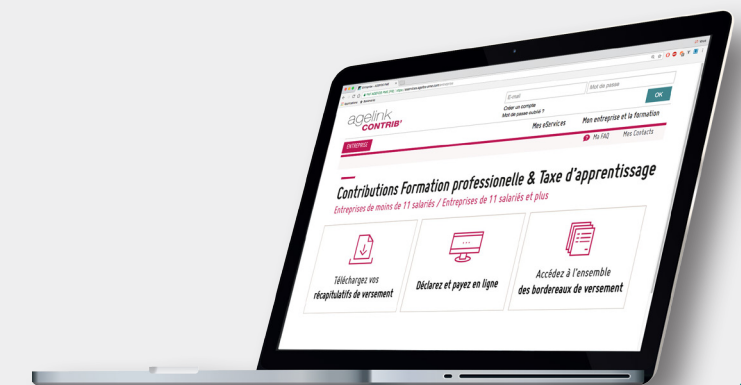 E-mail
Mot de passe
OK
Créer un compte
Mot de passe oublié ?
agelink
CONTRIB'
Mes eServices
Mon entreprise et la formation
ENTREPRISE
? Ma FAQ
Mes Contacts
Contributions Formation professionelle & Taxe d'apprentissage
Entreprises de moins de 11 salariés / Entreprises de 11 salariés et plus
Téléchargez vos
récapitulatifs de versement
Déclarez et payez en ligne
Accédez à l'ensemble
des bordereaux de versement